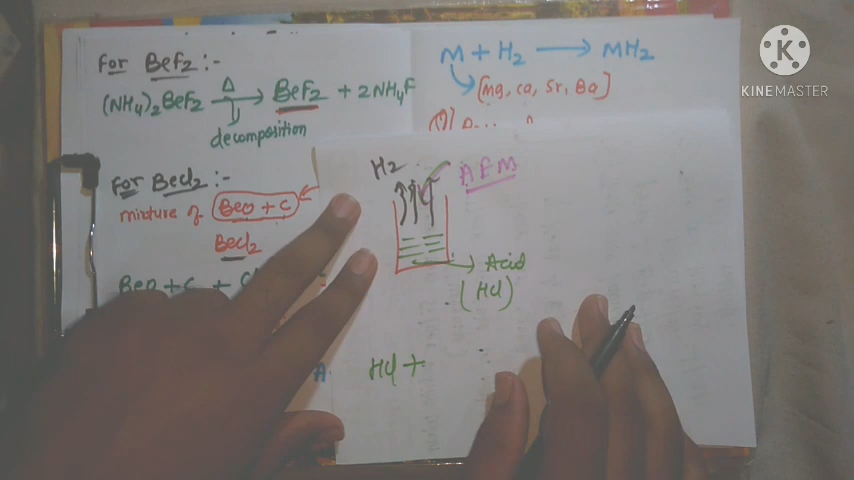 For BeF2 :-
(NH4)2BeF2 Δ→ BeF2 + 2NH4F
decomposition
For BeCl2 :-
mixture of BeO + C
BeCl2
BeO + C +
M + H2 → MH2
[Mg, Ca, Sr, Ba]
H2
AEM
Acid
(HCl)
HCl +
K
KINEMASTER